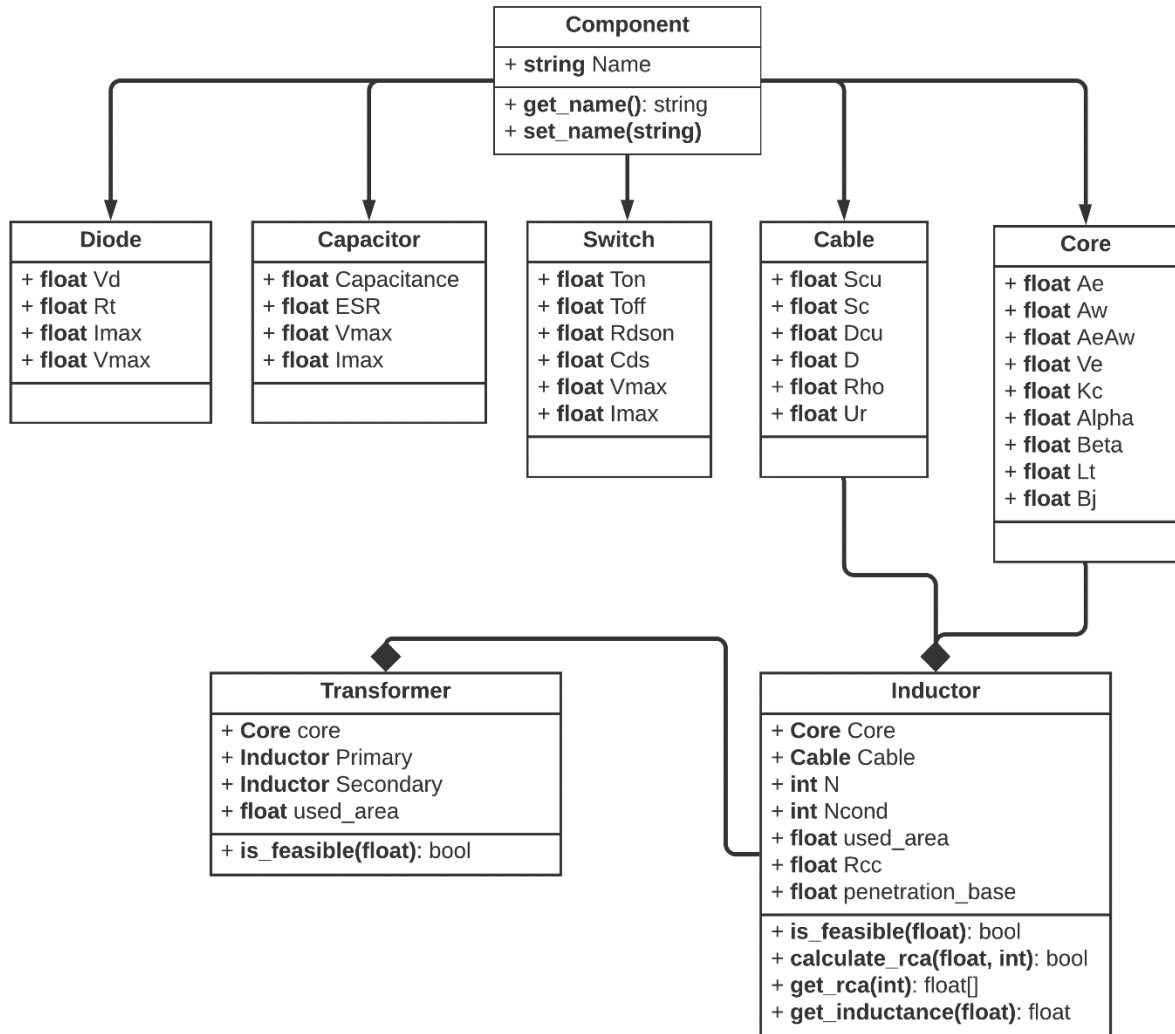 Component
+ string Name
+ get_name(): string
+ set_name(string)
Diode
+ float Vd
+ float Rt
+ float Imax
+ float Vmax
Capacitor
+ float Capacitance
+ float ESR
+ float Vmax
+ float Imax
Switch
+ float Ton
+ float Toff
+ float Rdson
+ float Cds
+ float Vmax
+ float Imax
Cable
+ float Scu
+ float Sc
+ float Dcu
+ float D
+ float Rho
+ float Ur
Core
+ float Ae
+ float Aw
+ float AeAw
+ float Ve
+ float Kc
+ float Alpha
+ float Beta
+ float Lt
+ float Bj
Transformer
+ Core core
+ Inductor Primary
+ Inductor Secondary
+ float used_area
+ is_feasible(float): bool
Inductor
+ Core Core
+ Cable Cable
+ int N
+ int Ncond
+ float used_area
+ float Rcc
+ float penetration_base
+ is_feasible(float): bool
+ calculate_rca(float, int): bool
+ get_rca(int): float[]
+ get_inductance(float): float